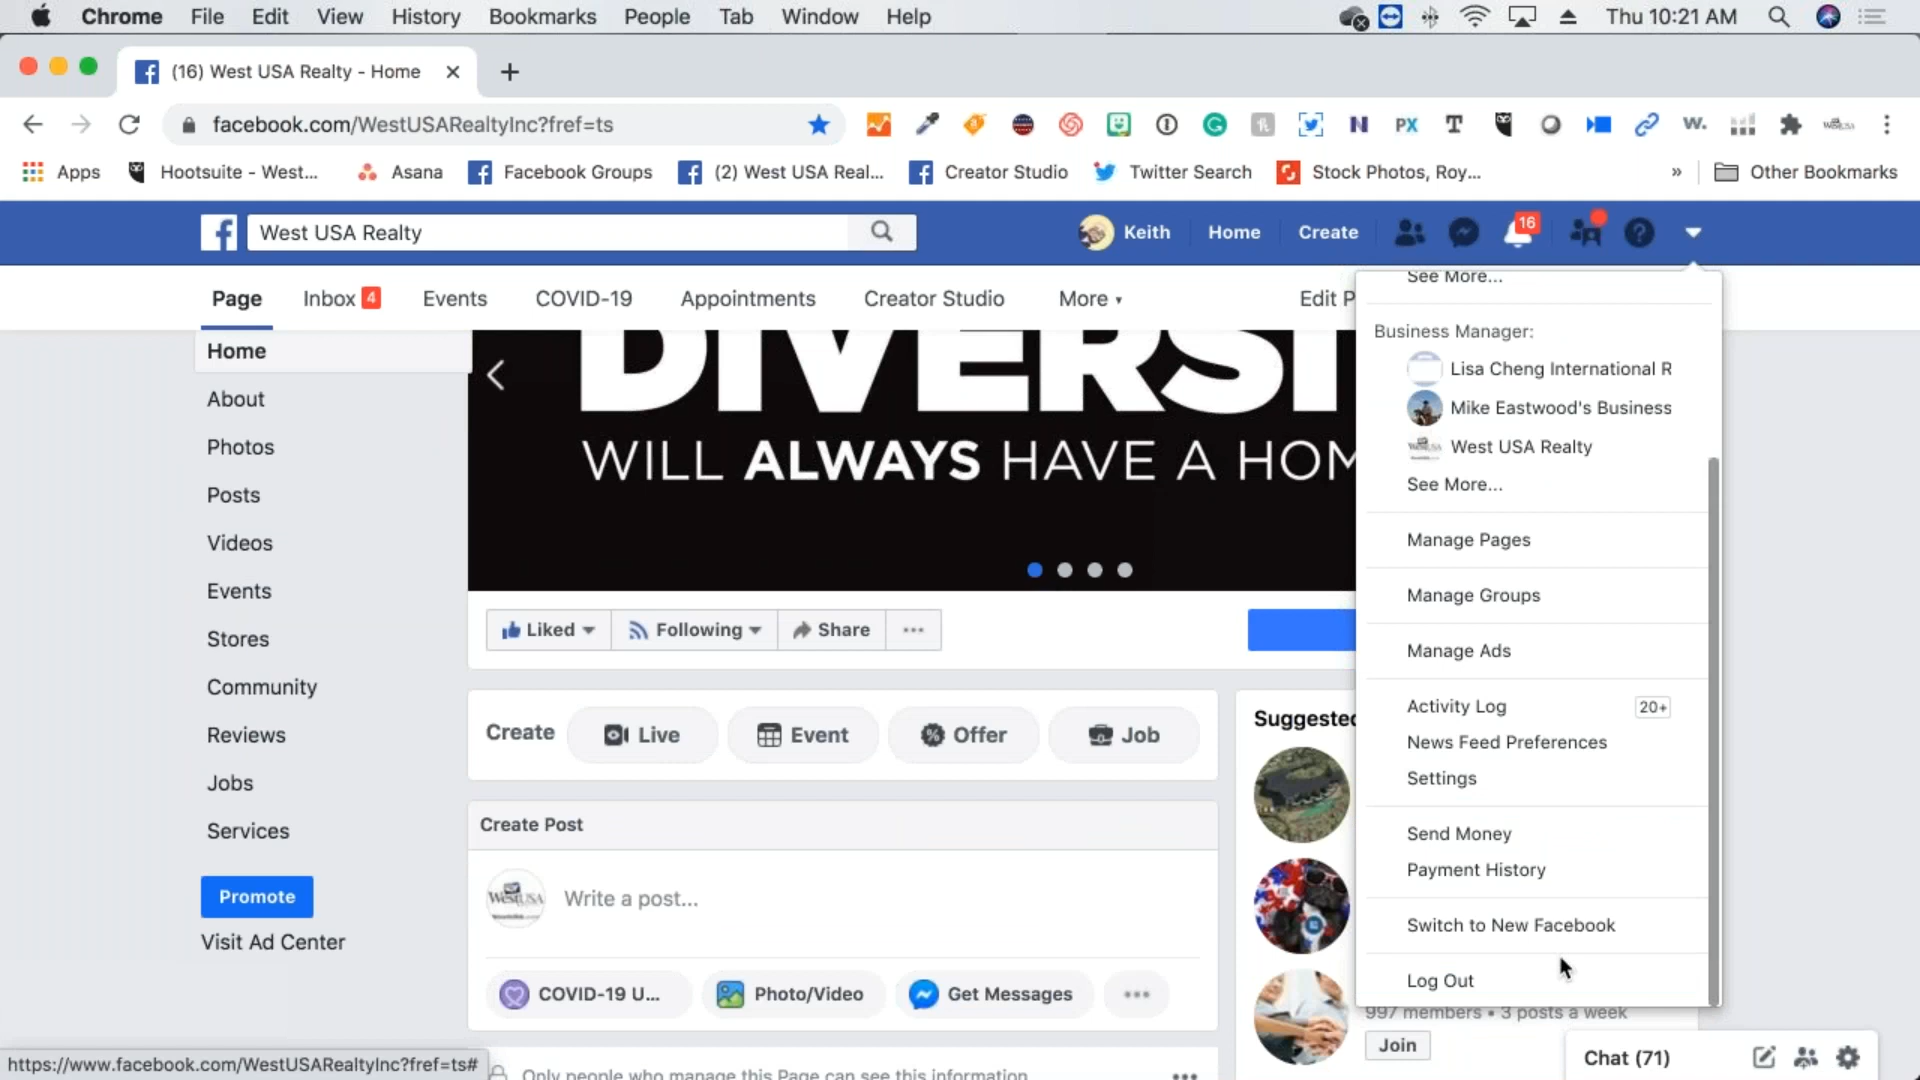 Chrome File Edit View History Bookmarks People Tab Window Help Thu 10:21 AM
(16) West USA Realty - Home
facebook.com/WestUSARealtyInc?fref=ts
PX T W.
Apps Hootsuite - West... Asana Facebook Groups (2) West USA Real... Creator Studio Twitter Search Stock Photos, Roy... » Other Bookmarks
West USA Realty
Keith Home Create 16
Page Inbox 4 Events COVID-19 Appointments Creator Studio More Edit P
Home
About
Photos
Posts
Videos
Events
Stores
Community
Reviews
Jobs
Services
Promote
Visit Ad Center
DIVERSI
WILL ALWAYS HAVE A HOM
Liked Following Share ...
Create Live Event Offer Job
Create Post
Write a post...
COVID-19 U... Photo/Video Get Messages ...
Only people who manage this Page can see this information
Suggested
See More...
Business Manager:
Lisa Cheng International R
Mike Eastwood's Business
West USA Realty
See More...
Manage Pages
Manage Groups
Manage Ads
Activity Log 20+
News Feed Preferences
Settings
Send Money
Payment History
Switch to New Facebook
Log Out
997 members • 3 posts a week
Join
Chat (71)
https://www.facebook.com/WestUSARealtyInc?fref=ts#